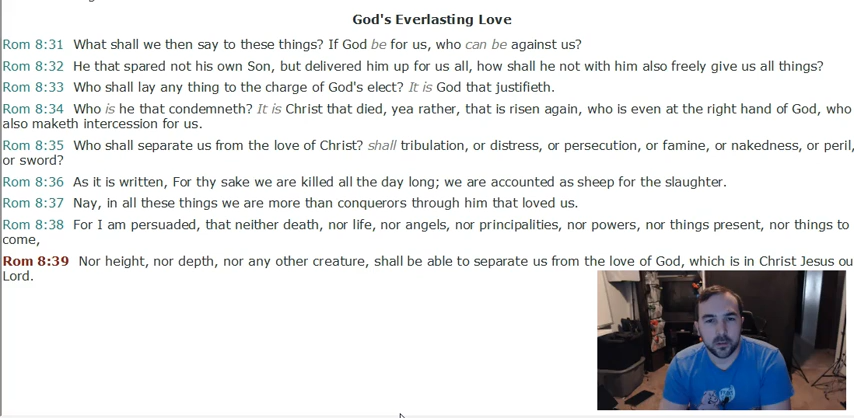 God's Everlasting Love
Rom 8:31 What shall we then say to these things? If God be for us, who can be against us?
Rom 8:32 He that spared not his own Son, but delivered him up for us all, how shall he not with him also freely give us all things?
Rom 8:33 Who shall lay any thing to the charge of God's elect? It is God that justifieth.
Rom 8:34 Who is he that condemneth? It is Christ that died, yea rather, that is risen again, who is even at the right hand of God, who
also maketh intercession for us.
Rom 8:35 Who shall separate us from the love of Christ? shall tribulation, or distress, or persecution, or famine, or nakedness, or peril,
or sword?
Rom 8:36 As it is written, For thy sake we are killed all the day long; we are accounted as sheep for the slaughter.
Rom 8:37 Nay, in all these things we are more than conquerors through him that loved us.
Rom 8:38 For I am persuaded, that neither death, nor life, nor angels, nor principalities, nor powers, nor things present, nor things to
come,
Rom 8:39 Nor height, nor depth, nor any other creature, shall be able to separate us from the love of God, which is in Christ Jesus ou
Lord.